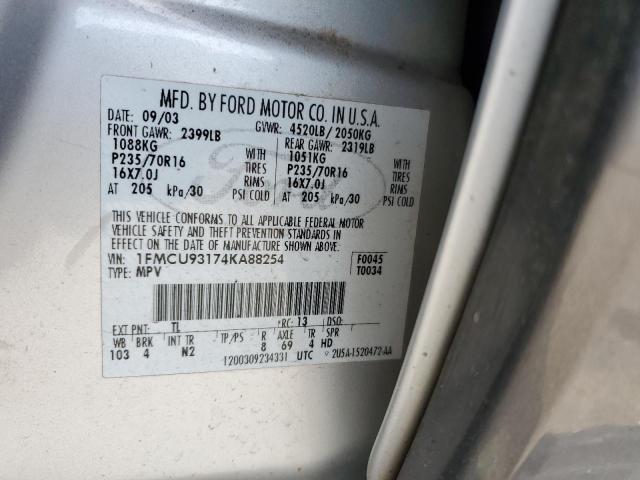 MFD. BY FORD MOTOR CO. IN U.S.A.
DATE: 09/03 GVWR: 4520LB/ 2050KG
FRONT GAWR: 2399LB REAR GAWR: 2319LB
1088KG WITH 1051KG WITH
P235/70R16 TIRES P235/70R16 TIRES
16X7.0J RIMS 16X7.0J RIMS
AT 205 kPa/30 PSI COLD AT 205 kPa/30 PSI COLD
THIS VEHICLE CONFORMS TO ALL APPLICABLE FEDERAL MOTOR
VEHICLE SAFETY AND THEFT PREVENTION STANDARDS IN
EFFECT ON THE DATE OF MANUFACTURE SHOWN ABOVE.
VIN: 1FMCU93174KA88254 F0045
TYPE: MPV T0034
EXT PNT: TL RC: 13 DSO:
WB BRK INT TR TP/PS R AXLE TR SPR
103 4 N2 8 69 4 HD
1200309234331 UTC 2U5A-1520472-AA